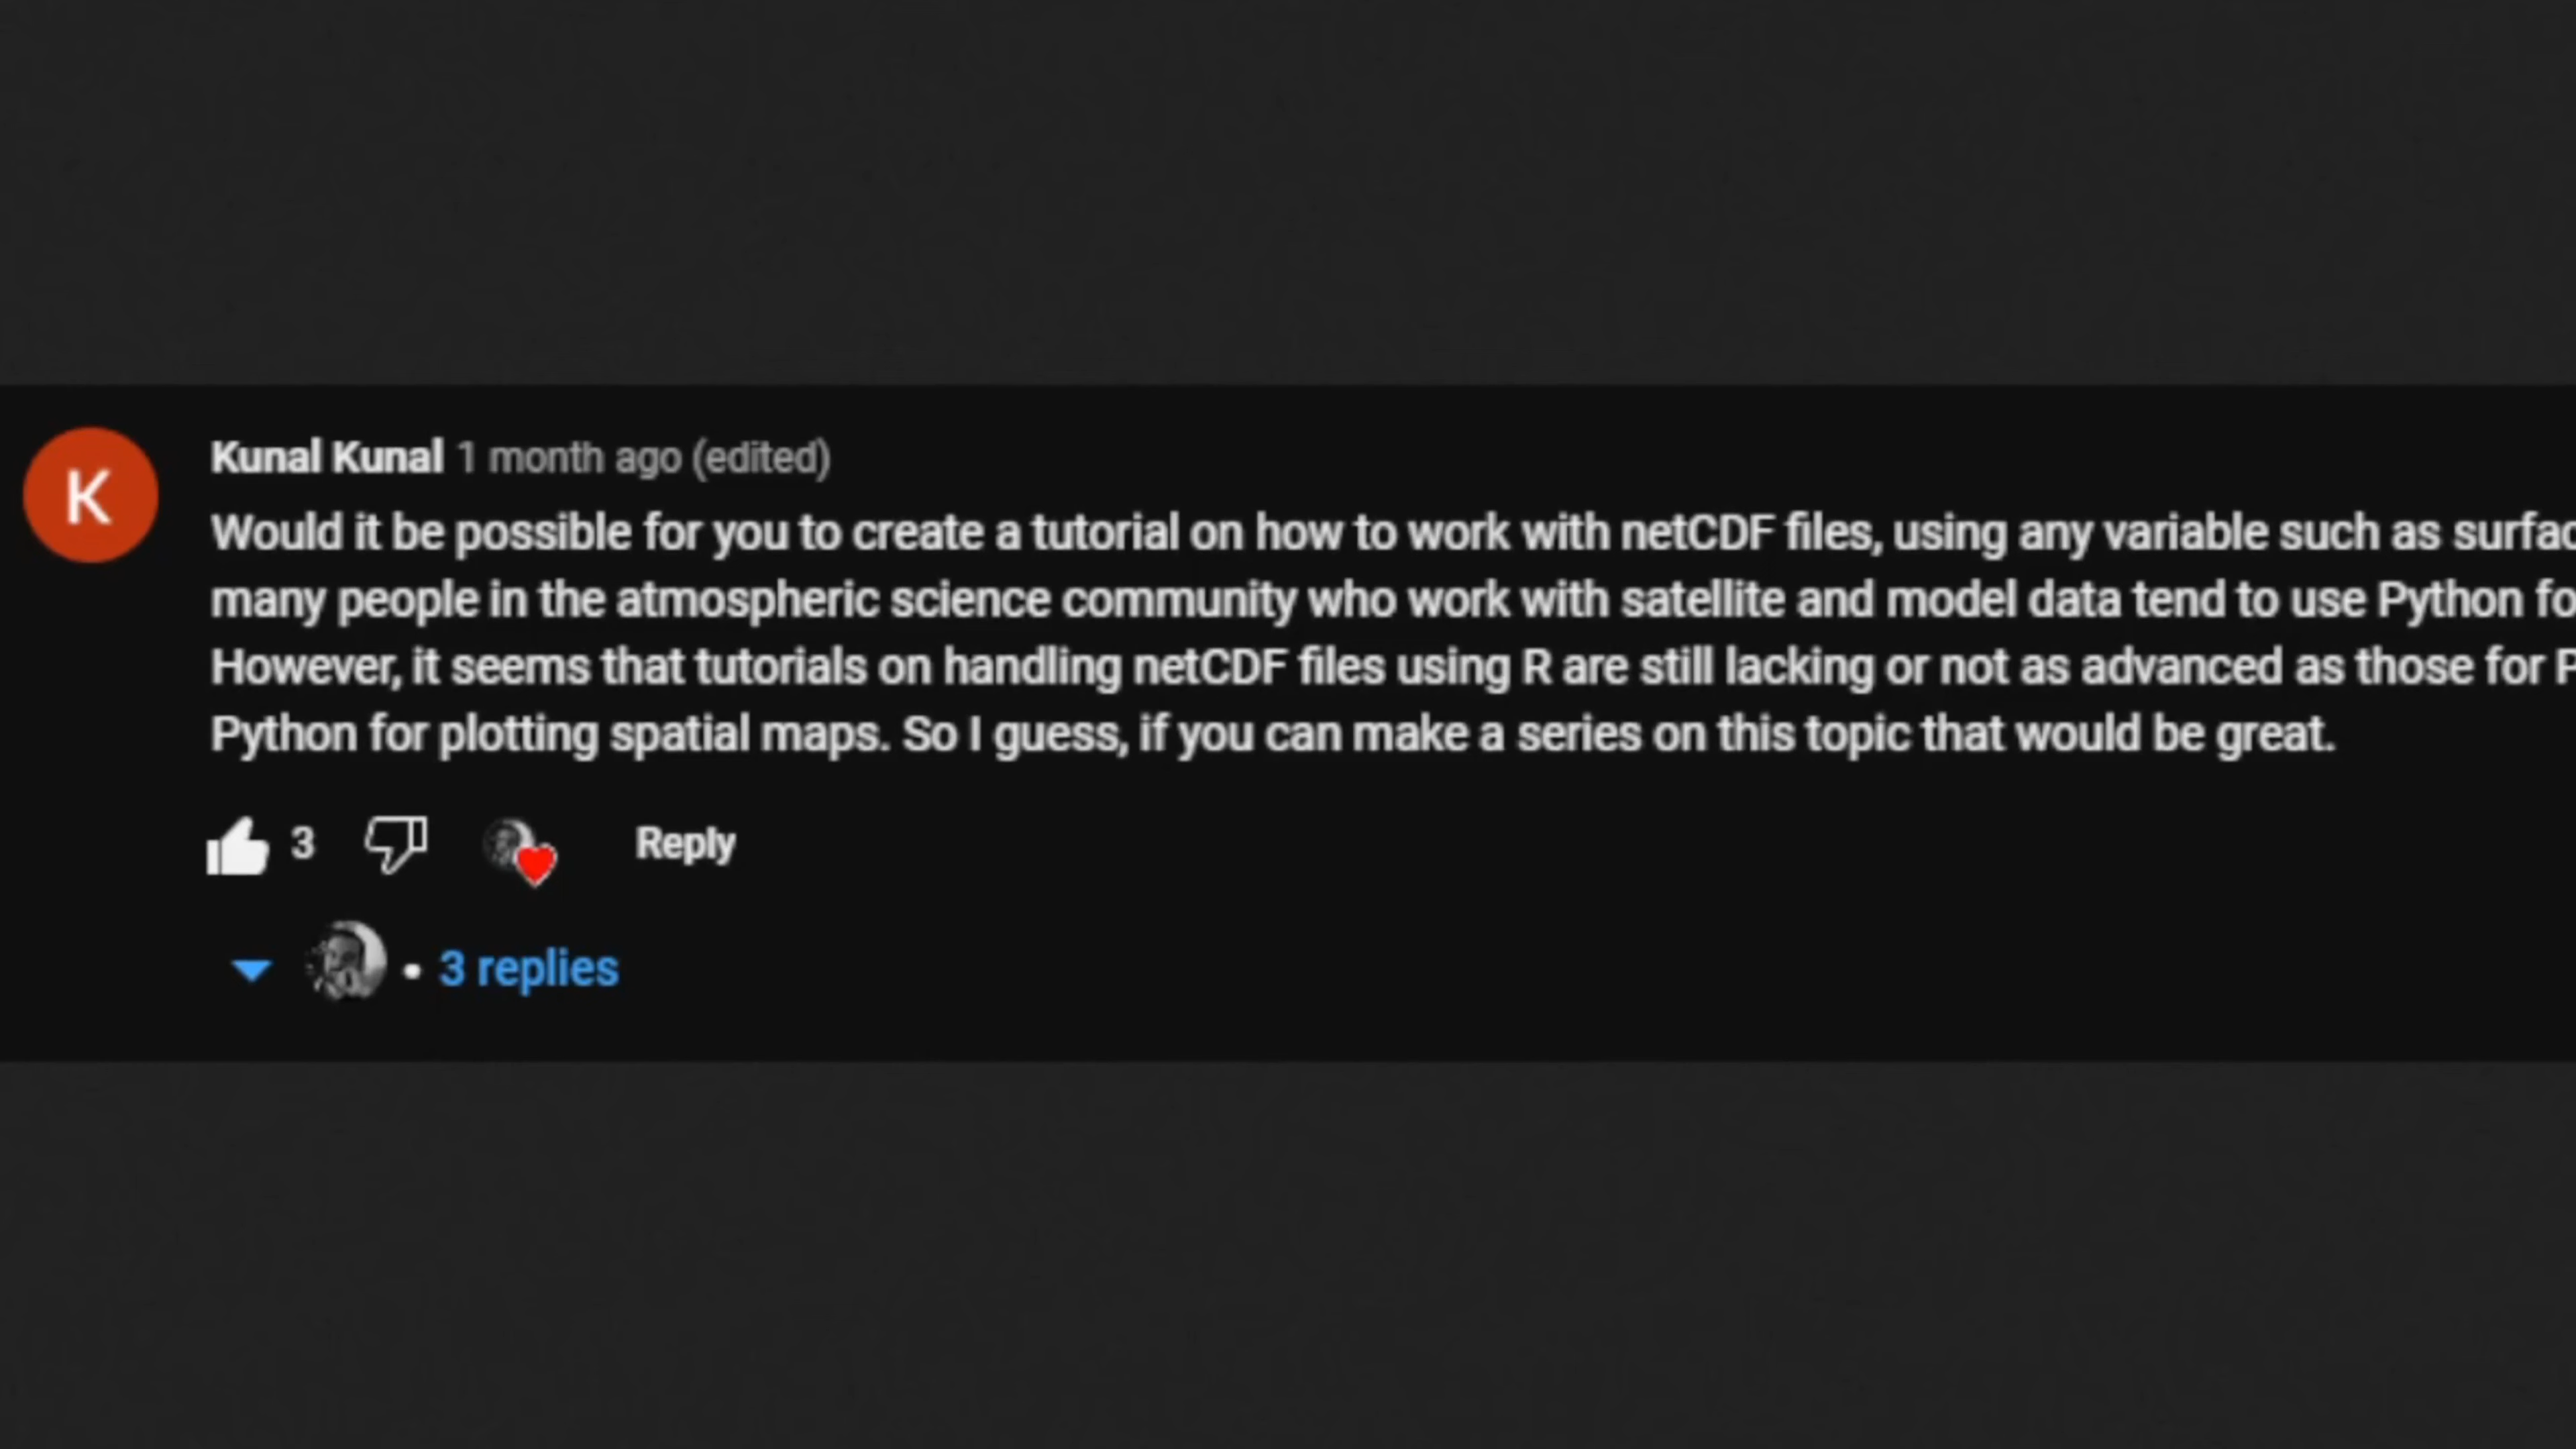 K
Kunal Kunal 1 month ago (edited)
Would it be possible for you to create a tutorial on how to work with netCDF files, using any variable such as
many people in the atmospheric science community who work with satellite and model data tend to use Python
However, it seems that tutorials on handling netCDF files using R are still lacking or not as advanced as those for
Python for plotting spatial maps. So I guess, if you can make a series on this topic that would be great.
3 Reply
• 3 replies